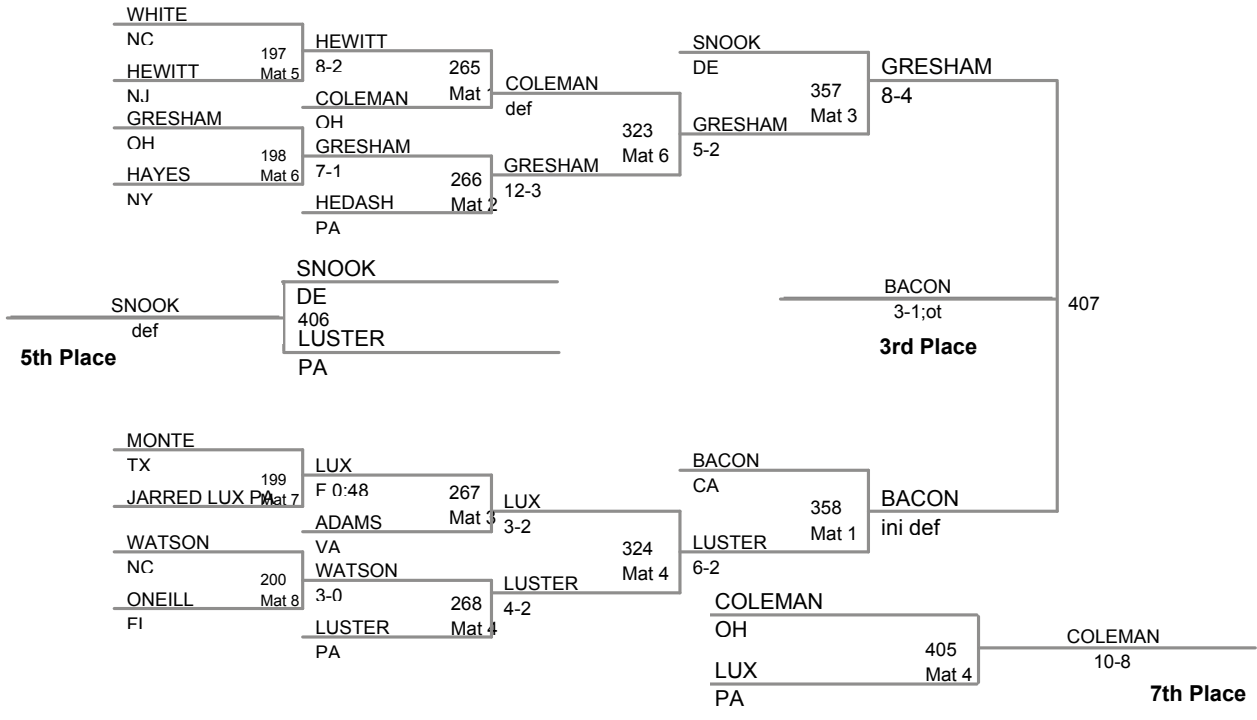 WHITE
NC
197
Mat 5
HEWITT
NJ
HEWITT
8-2
265
Mat 1
COLEMAN
OH
GRESHAM
OH
198
Mat 6
HAYES
NY
GRESHAM
7-1
266
Mat 2
HEDASH
PA
COLEMAN
def
323
Mat 6
GRESHAM
12-3
SNOOK
DE
357
Mat 3
GRESHAM
5-2
GRESHAM
8-4
SNOOK
DE
406
LUSTER
PA
SNOOK
def
5th Place
BACON
3-1;ot
407
3rd Place
MONTE
TX
199
Mat 7
JARRED LUX PA
LUX
F 0:48
267
Mat 3
ADAMS
VA
WATSON
NC
200
Mat 8
ONEILL
FL
WATSON
3-0
268
Mat 4
LUSTER
PA
LUX
3-2
324
Mat 4
LUSTER
4-2
BACON
CA
358
Mat 1
LUSTER
6-2
BACON
ini def
COLEMAN
OH
405
Mat 4
LUX
PA
COLEMAN
10-8
7th Place